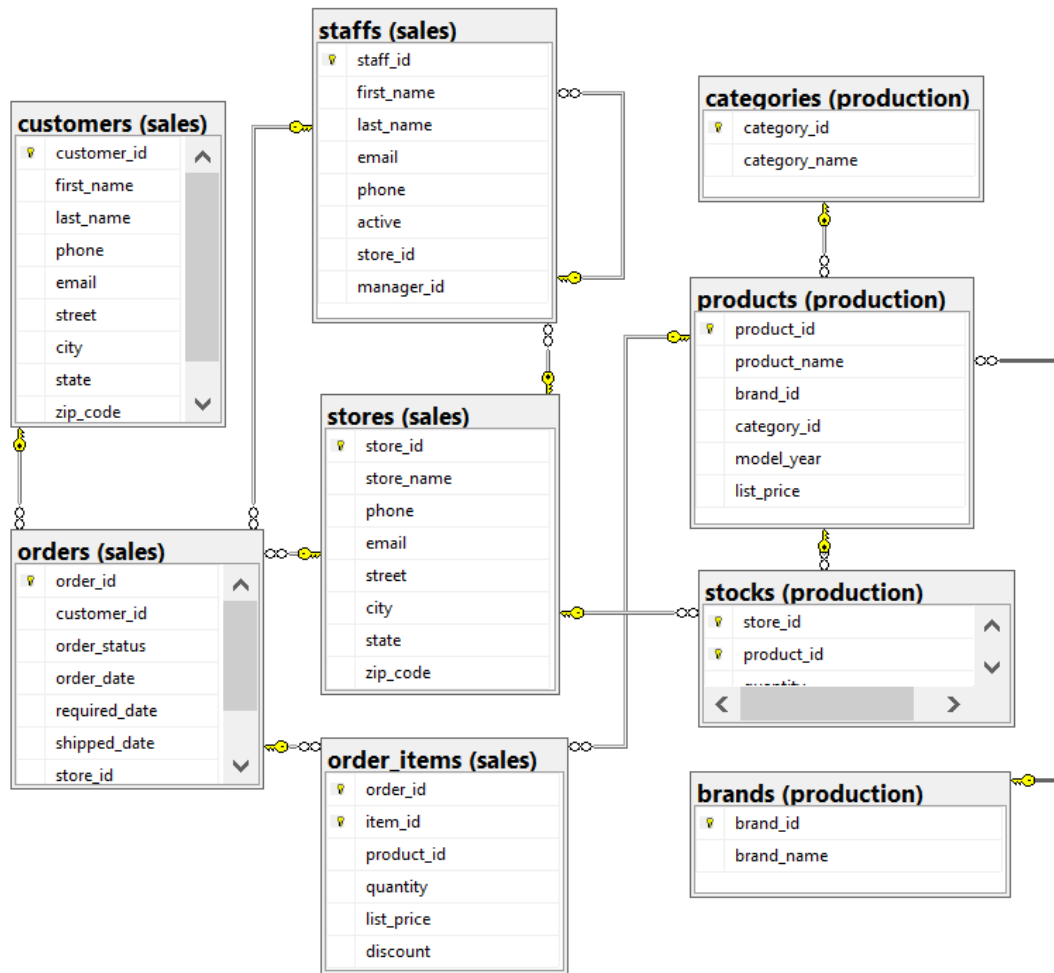 staffs (sales)
staff_id
first_name
last_name
email
phone
active
store_id
manager_id
customers (sales)
customer_id
first_name
last_name
phone
email
street
city
state
zip_code
categories (production)
category_id
category_name
products (production)
product_id
product_name
brand_id
category_id
model_year
list_price
stores (sales)
store_id
store_name
phone
email
street
city
state
zip_code
orders (sales)
order_id
customer_id
order_status
order_date
required_date
shipped_date
store_id
stocks (production)
store_id
product_id
order_items (sales)
order_id
item_id
product_id
quantity
list_price
discount
brands (production)
brand_id
brand_name